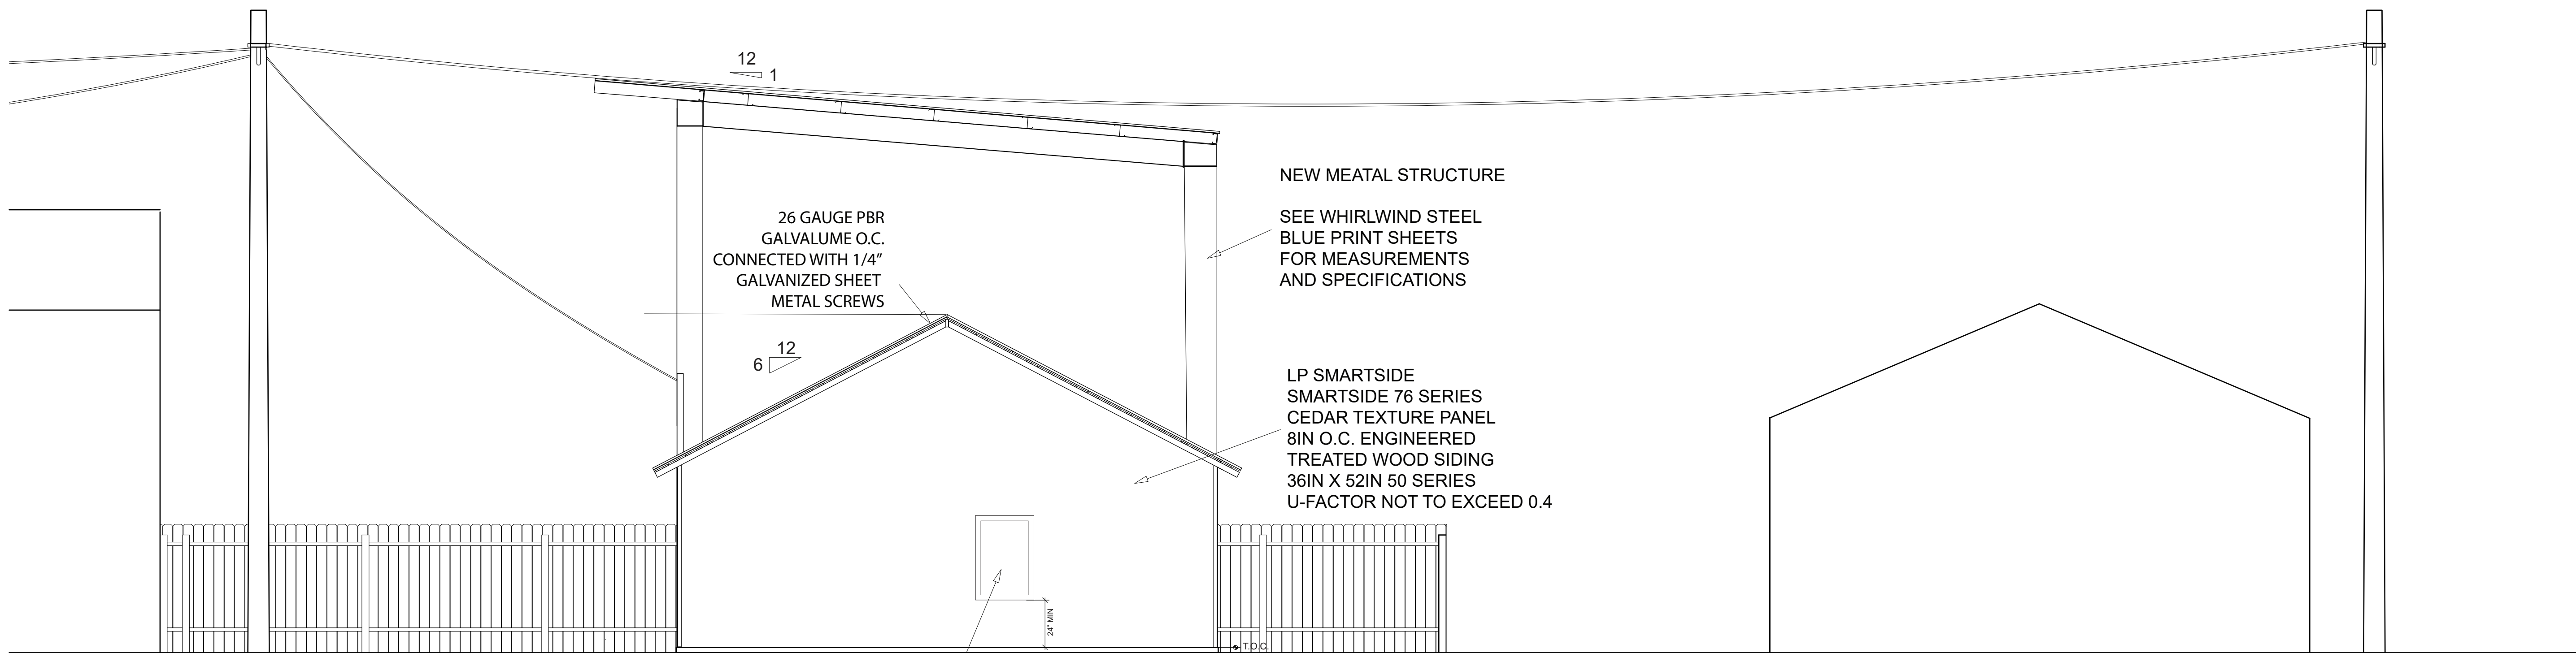 12
1
NEW MEATAL STRUCTURE
SEE WHIRLWIND STEEL
BLUE PRINT SHEETS
FOR MEASUREMENTS
AND SPECIFICATIONS
26 GAUGE PBR
GALVALUME O.C.
CONNECTED WITH 1/4”
GALVANIZED SHEET
METAL SCREWS
12
6
LP SMARTSIDE
SMARTSIDE 76 SERIES
CEDAR TEXTURE PANEL
8IN O.C. ENGINEERED
TREATED WOOD SIDING
36IN X 52IN 50 SERIES
U-FACTOR NOT TO EXCEED 0.4
24" MIN
T.O.C.